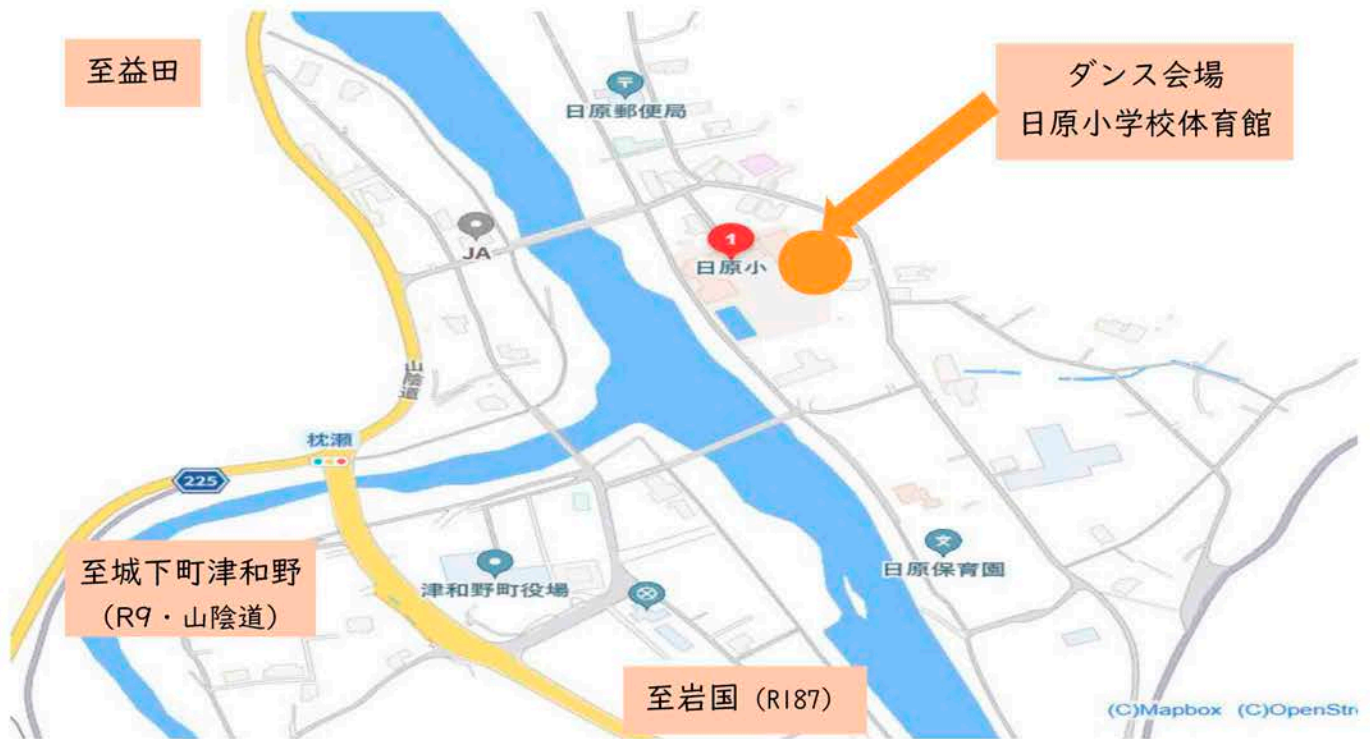 至益田
ダンス会場
日原小学校体育館
日原郵便局
JA
1
日原小
山陰道
枕瀬
225
至城下町津和野
(R9・山陰道)
津和野町役場
文
日原保育園
至岩国 (R187)
(C)Mapbox (C)OpenStr